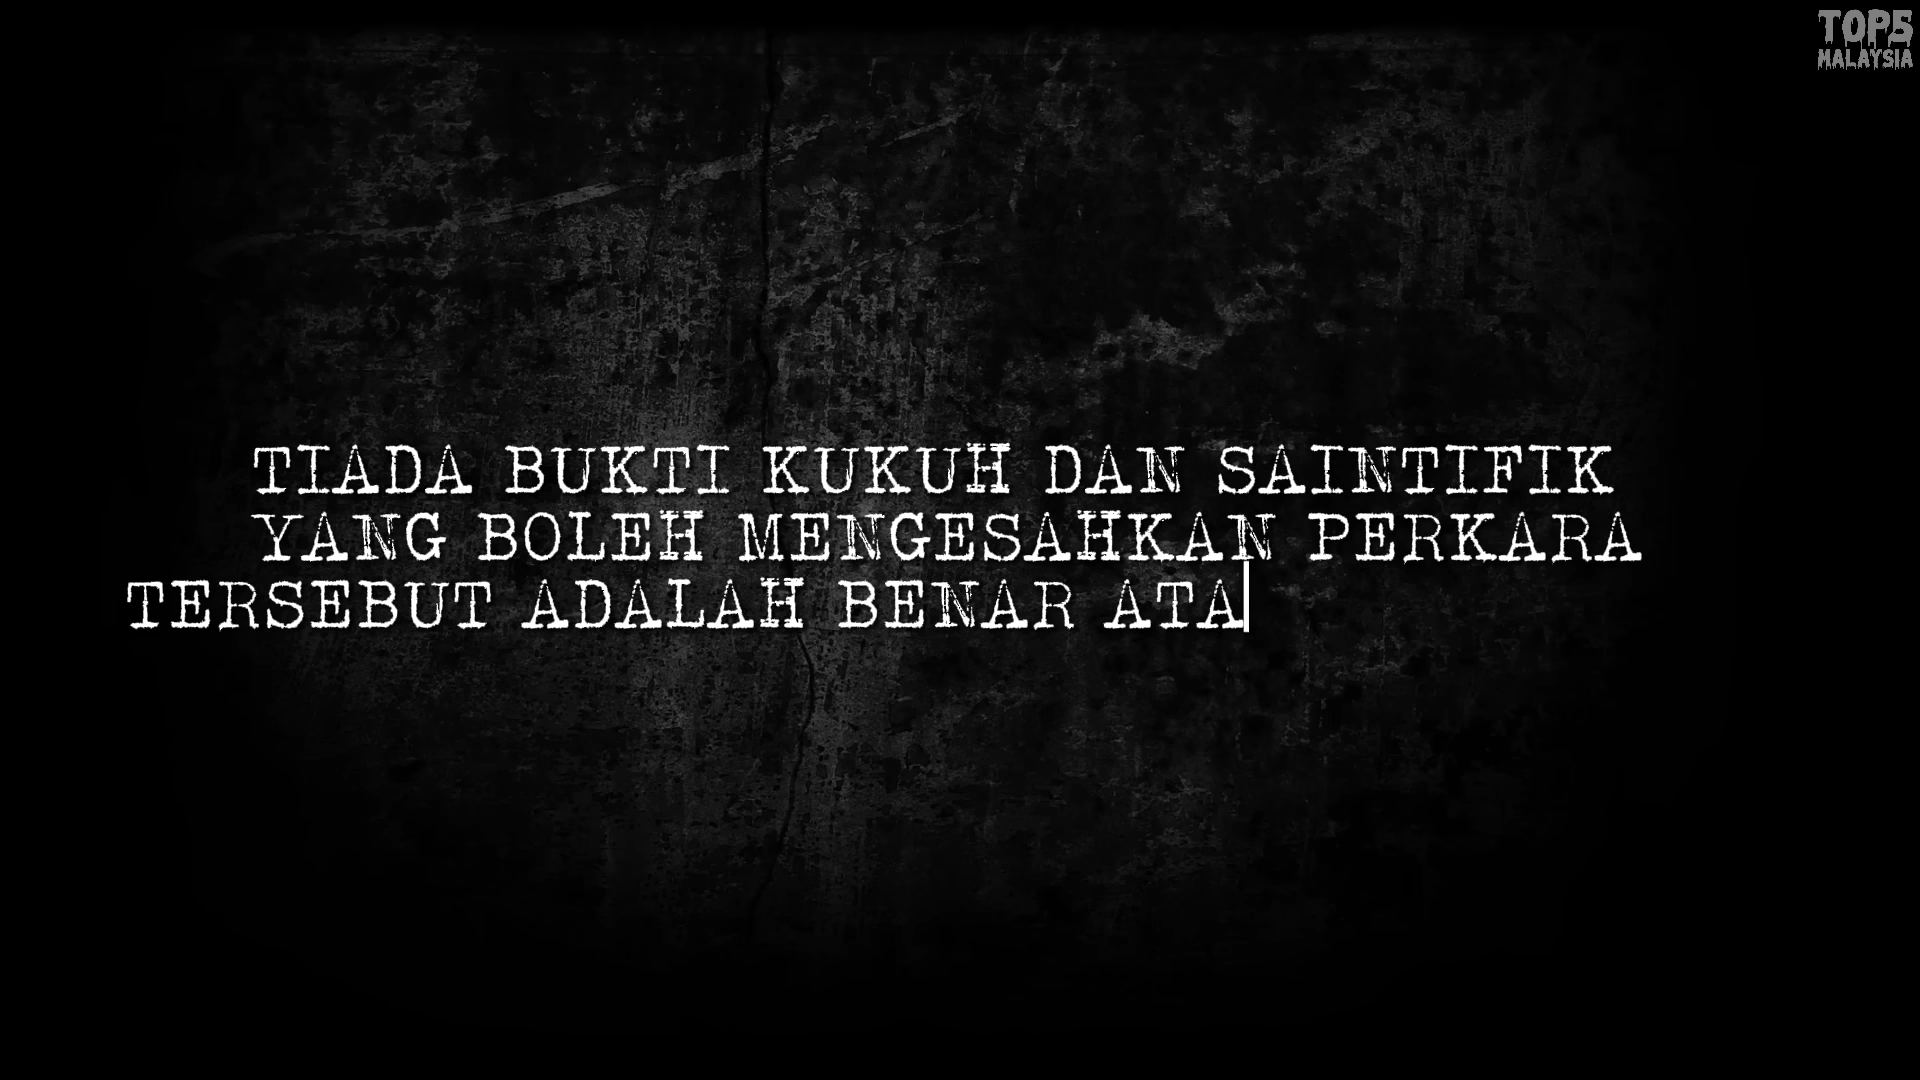 TOP5
MALAYSIA
TIADA BUKTI KUKUH DAN SAINTIFIK
YANG BOLEH MENGESAHKAN PERKARA
TERSEBUT ADALAH BENAR ATA